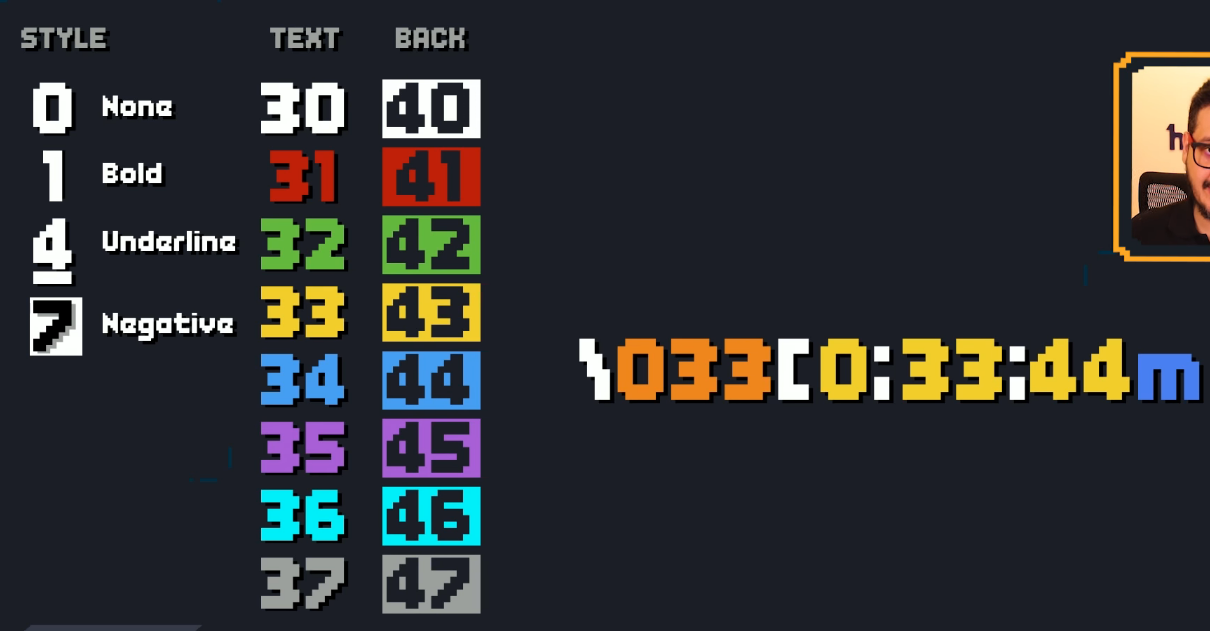 STYLE TEXT BACK
0 None 30 40
1 Bold 31 41
4 Underline 32 42
7 Negative 33 43
34 44
\033[0;33;44m
35 45
36 46
37 47